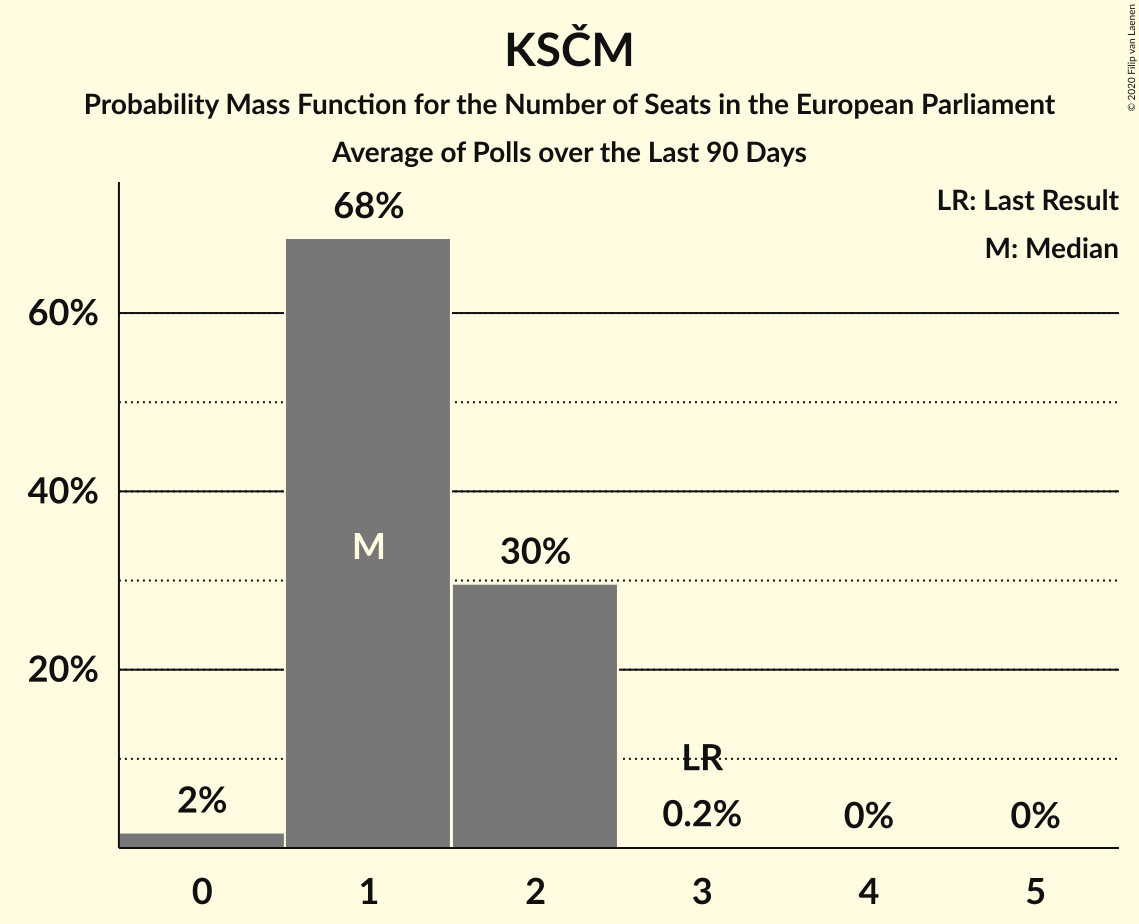 KSČM
Probability Mass Function for the Number of Seats in the European Parliament
Average of Polls over the Last 90 Days
© 2020 Filip van Laenen
LR: Last Result
M: Median
68%
60%
40%
M
30%
20%
LR
2%
0.2%
0%
0%
0 1 2 3 4 5